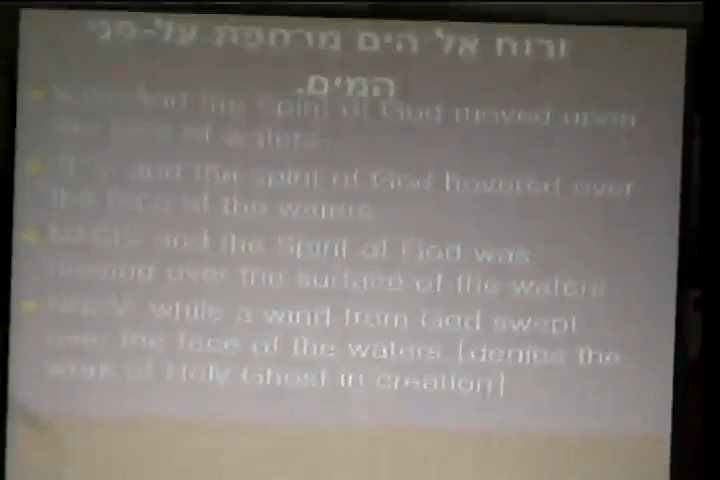 ורוח אל הים מרחפת על-פני
המים.
And the Spirit of God moved upon
the face of waters
and the spirit of God hovered over
the face of the waters
NASB: and the Spirit of God was
moving over the surface of the waters
while a wind from God swept
over the face of the waters [denies the
work of Holy Ghost in creation]